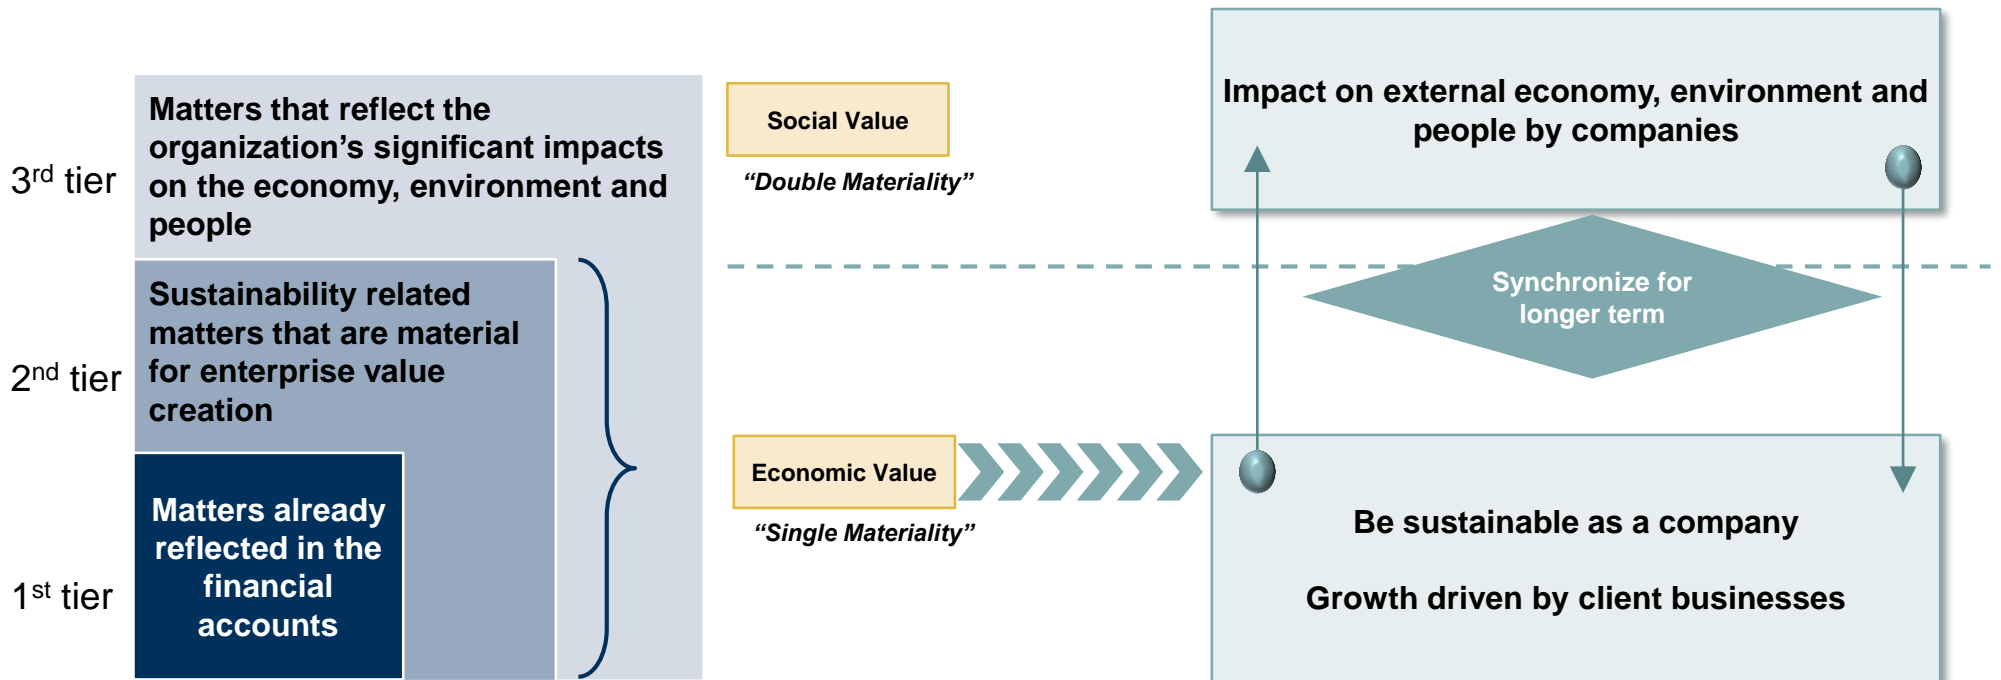 3rd tier
Matters that reflect the
organization’s significant impacts
on the economy, environment and
people
2nd tier
Sustainability related
matters that are material
for enterprise value
creation
1st tier
Matters already
reflected in the
financial
accounts
Social Value
“Double Materiality”
Economic Value
“Single Materiality”
Impact on external economy, environment and
people by companies
Synchronize for
longer term
Be sustainable as a company
Growth driven by client businesses